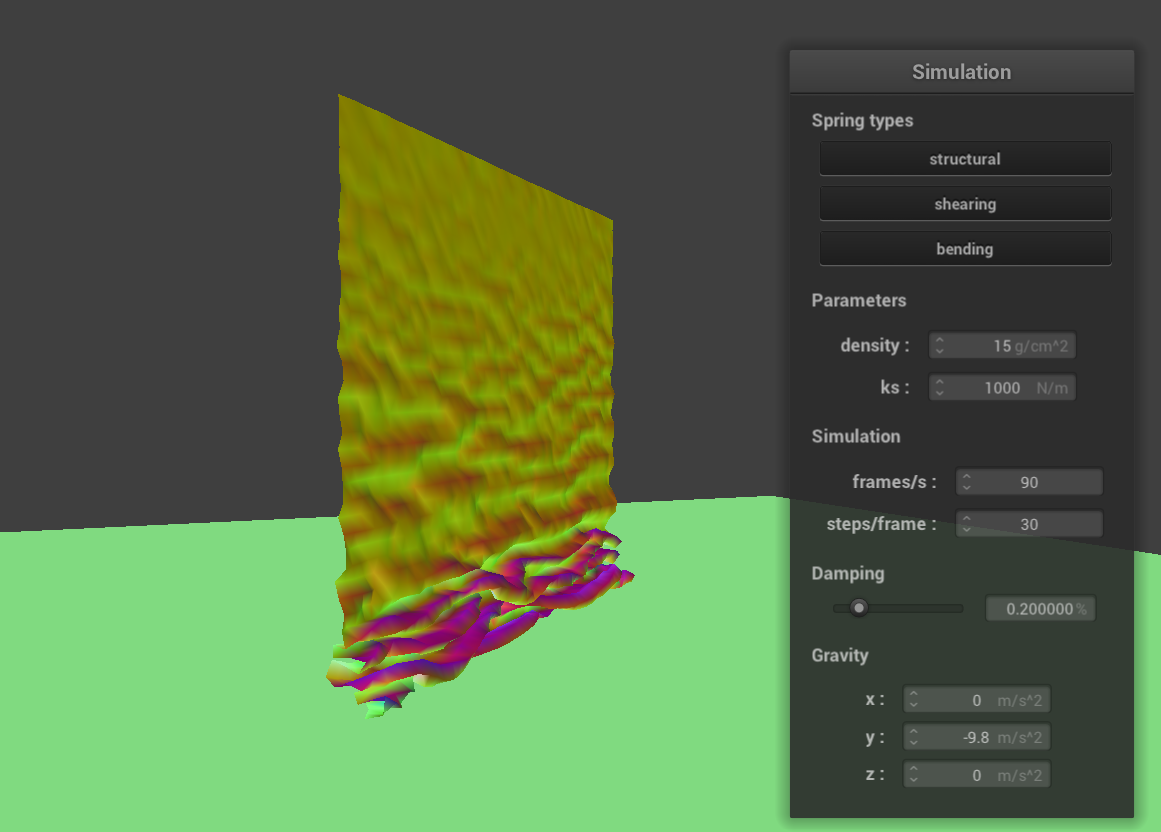 Simulation
Spring types
structural
shearing
bending
Parameters
density : 15 g/cm^2
ks : 1000 N/m
Simulation
frames/s : 90
steps/frame : 30
Damping
0.200000 %
Gravity
x : 0 m/s^2
y : -9.8 m/s^2
z : 0 m/s^2